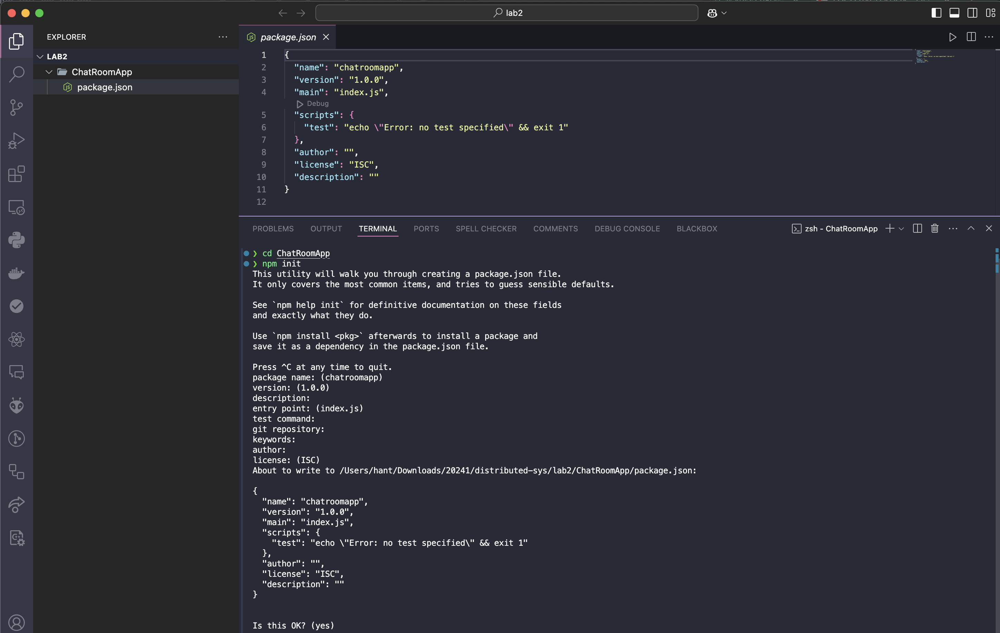 lab2
EXPLORER
LAB2
ChatRoomApp
package.json
package.json
1 {
2 "name": "chatroomapp",
3 "version": "1.0.0",
4 "main": "index.js",
Debug
5 "scripts": {
6 "test": "echo \"Error: no test specified\" && exit 1"
7 },
8 "author": "",
9 "license": "ISC",
10 "description": ""
11 }
12
PROBLEMS OUTPUT TERMINAL PORTS SPELL CHECKER COMMENTS DEBUG CONSOLE BLACKBOX zsh - ChatRoomApp
❯ cd ChatRoomApp
❯ npm init
This utility will walk you through creating a package.json file.
It only covers the most common items, and tries to guess sensible defaults.
See `npm help init` for definitive documentation on these fields
and exactly what they do.
Use `npm install <pkg>` afterwards to install a package and
save it as a dependency in the package.json file.
Press ^C at any time to quit.
package name: (chatroomapp)
version: (1.0.0)
description:
entry point: (index.js)
test command:
git repository:
keywords:
author:
license: (ISC)
About to write to /Users/hant/Downloads/20241/distributed-sys/lab2/ChatRoomApp/package.json:
{
"name": "chatroomapp",
"version": "1.0.0",
"main": "index.js",
"scripts": {
"test": "echo \"Error: no test specified\" && exit 1"
},
"author": "",
"license": "ISC",
"description": ""
}
Is this OK? (yes)